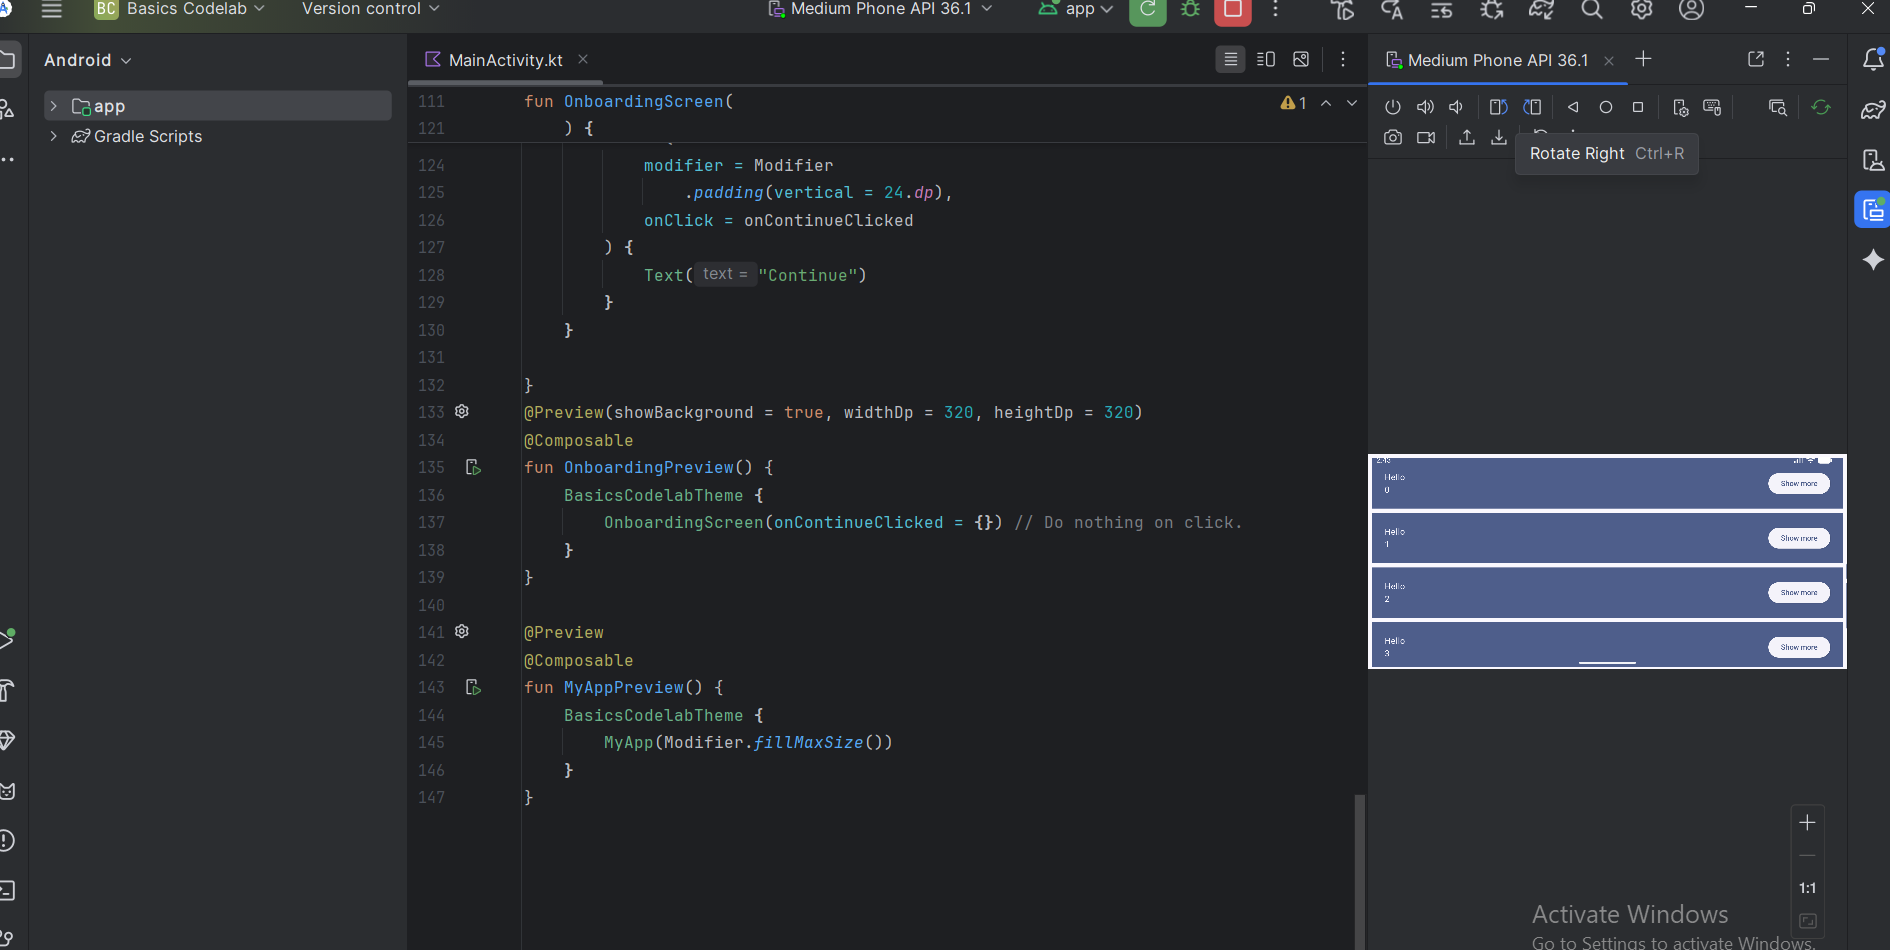 BC Basics Codelab
Version control
Medium Phone API 36.1
app
Android
app
Gradle Scripts
MainActivity.kt
111 fun OnboardingScreen(
121 ) {
124 modifier = Modifier
125 .padding(vertical = 24.dp),
126 onClick = onContinueClicked
127 ) {
128 Text( text = "Continue")
129 }
130 }
131
132 }
133 @Preview(showBackground = true, widthDp = 320, heightDp = 320)
134 @Composable
135 fun OnboardingPreview() {
136 BasicsCodelabTheme {
137 OnboardingScreen(onContinueClicked = {}) // Do nothing on click.
138 }
139 }
140
141 @Preview
142 @Composable
143 fun MyAppPreview() {
144 BasicsCodelabTheme {
145 MyApp(Modifier.fillMaxSize())
146 }
147 }
1
Medium Phone API 36.1
Rotate Right Ctrl+R
Hello
0
Show more
Hello
1
Show more
Hello
2
Show more
Hello
3
Show more
1:1
Activate Windows
Go to Settings to activate Windows.